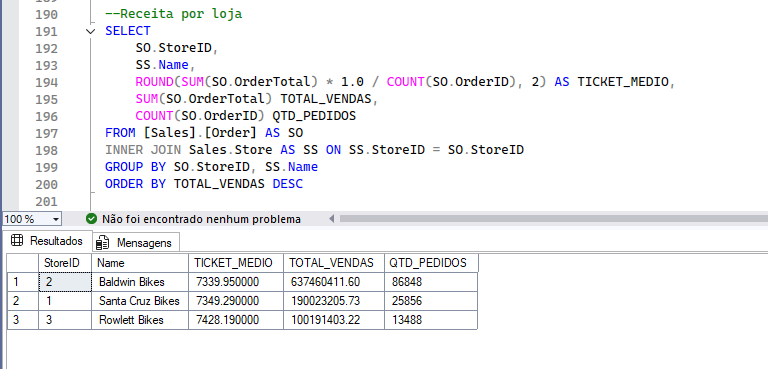 190 --Receita por loja
191 SELECT
192 SO.StoreID,
193 SS.Name,
194 ROUND(SUM(SO.OrderTotal) * 1.0 / COUNT(SO.OrderID), 2) AS TICKET_MEDIO,
195 SUM(SO.OrderTotal) TOTAL_VENDAS,
196 COUNT(SO.OrderID) QTD_PEDIDOS
197 FROM [Sales].[Order] AS SO
198 INNER JOIN Sales.Store AS SS ON SS.StoreID = SO.StoreID
199 GROUP BY SO.StoreID, SS.Name
200 ORDER BY TOTAL_VENDAS DESC
201
100 % Não foi encontrado nenhum problema
Resultados Mensagens
StoreID Name TICKET_MEDIO TOTAL_VENDAS QTD_PEDIDOS
1 2 Baldwin Bikes 7339.950000 637460411.60 86848
2 1 Santa Cruz Bikes 7349.290000 190023205.73 25856
3 3 Rowlett Bikes 7428.190000 100191403.22 13488